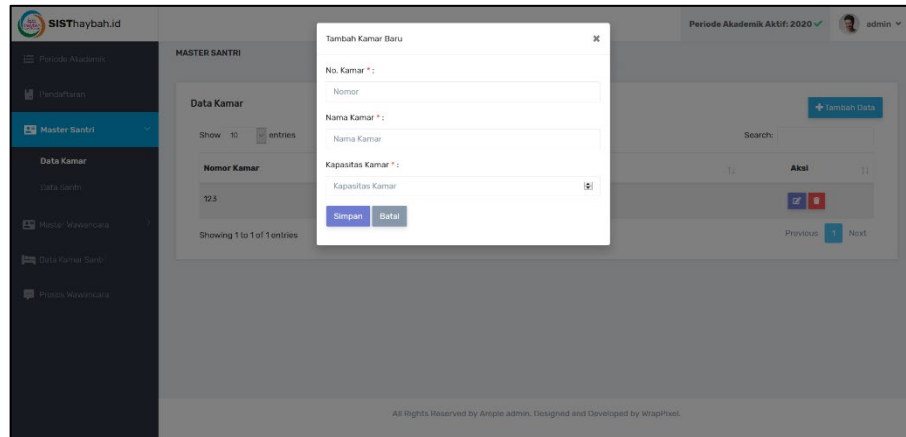 SISThaybah.id
Periode Akademik Aktif: 2020
admin
Periode Akademik
Pendaftaran
Master Santri
Data Kamar
Data Santri
Master Wawancara
Data Kamar Santri
Proses Wawancara
MASTER SANTRI
Data Kamar
Tambah Data
Show 10 entries
Search:
Nomor Kamar
Aksi
123
Showing 1 to 1 of 1 entries
Previous 1 Next
Tambah Kamar Baru
No. Kamar * :
Nomor
Nama Kamar * :
Nama Kamar
Kapasitas Kamar * :
Kapasitas Kamar
Simpan Batal
All Rights Reserved by Ample admin. Designed and Developed by WrapPixel.